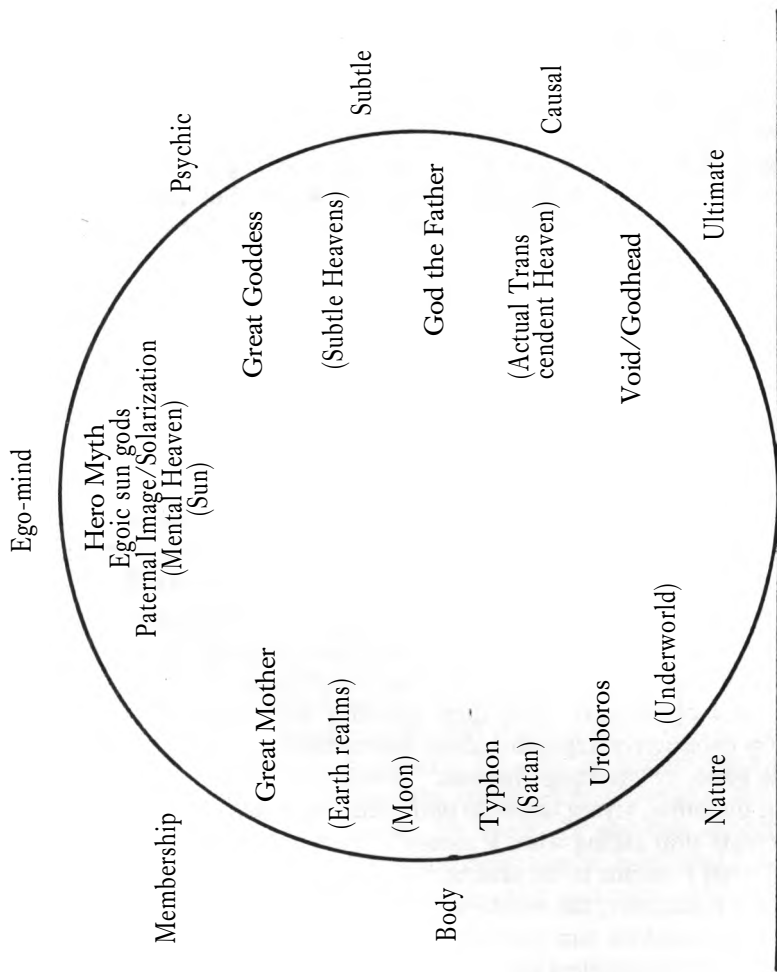 Ego-mind
Hero Myth
Egoic sun gods
Paternal Image/Solarization
(Mental Heaven)
(Sun)
Membership
Great Mother
(Earth realms)
(Moon)
Body
Typhon
(Satan)
Uroboros
(Underworld)
Nature
Psychic
Great Goddess
(Subtle Heavens)
Subtle
God the Father
(Actual Trans
cendent Heaven)
Causal
Void/Godhead
Ultimate